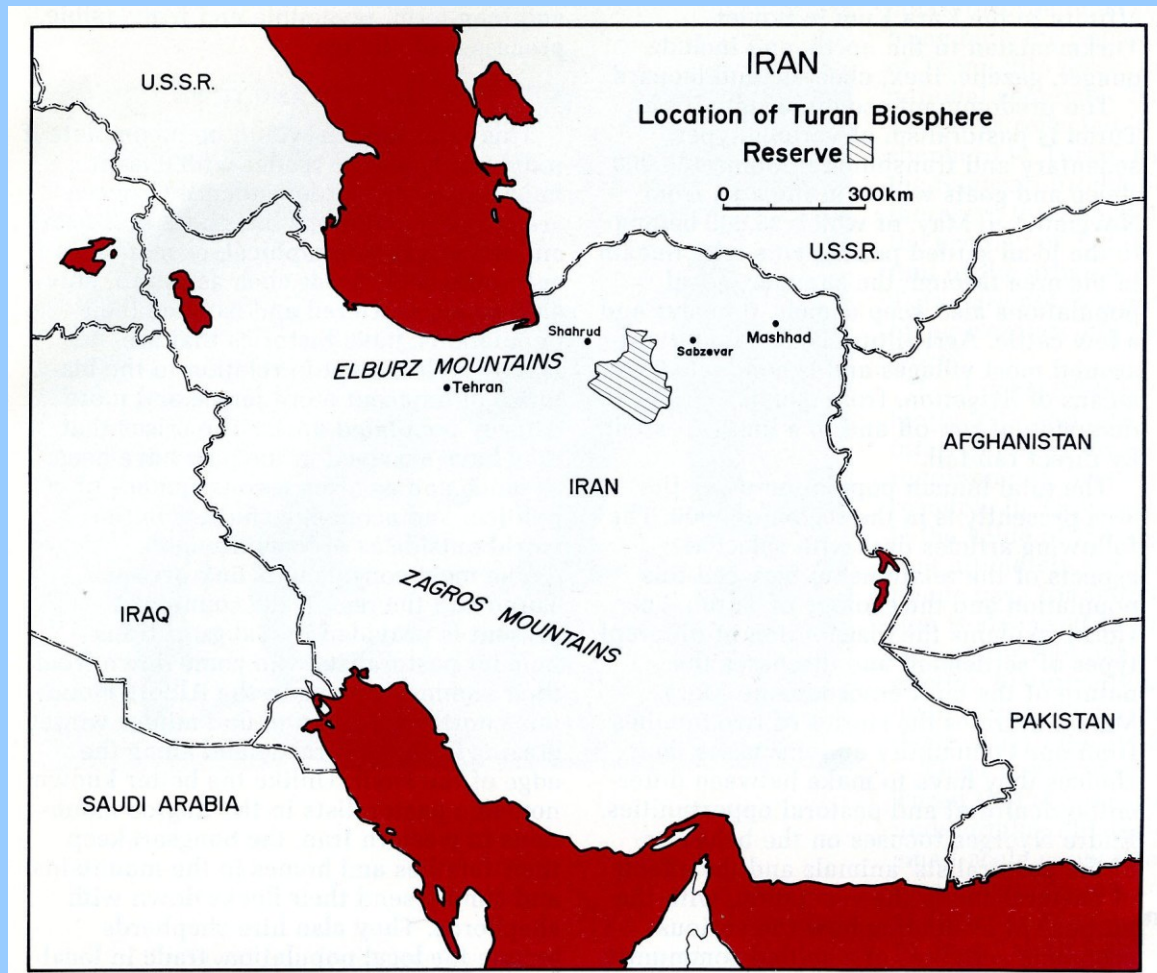 U.S.S.R.
IRAN
Location of Turan Biosphere
Reserve
0 300km
U.S.S.R.
Shahrud
Sabzevar
Mashhad
ELBURZ MOUNTAINS
Tehran
AFGHANISTAN
IRAN
ZAGROS MOUNTAINS
IRAQ
PAKISTAN
SAUDI ARABIA